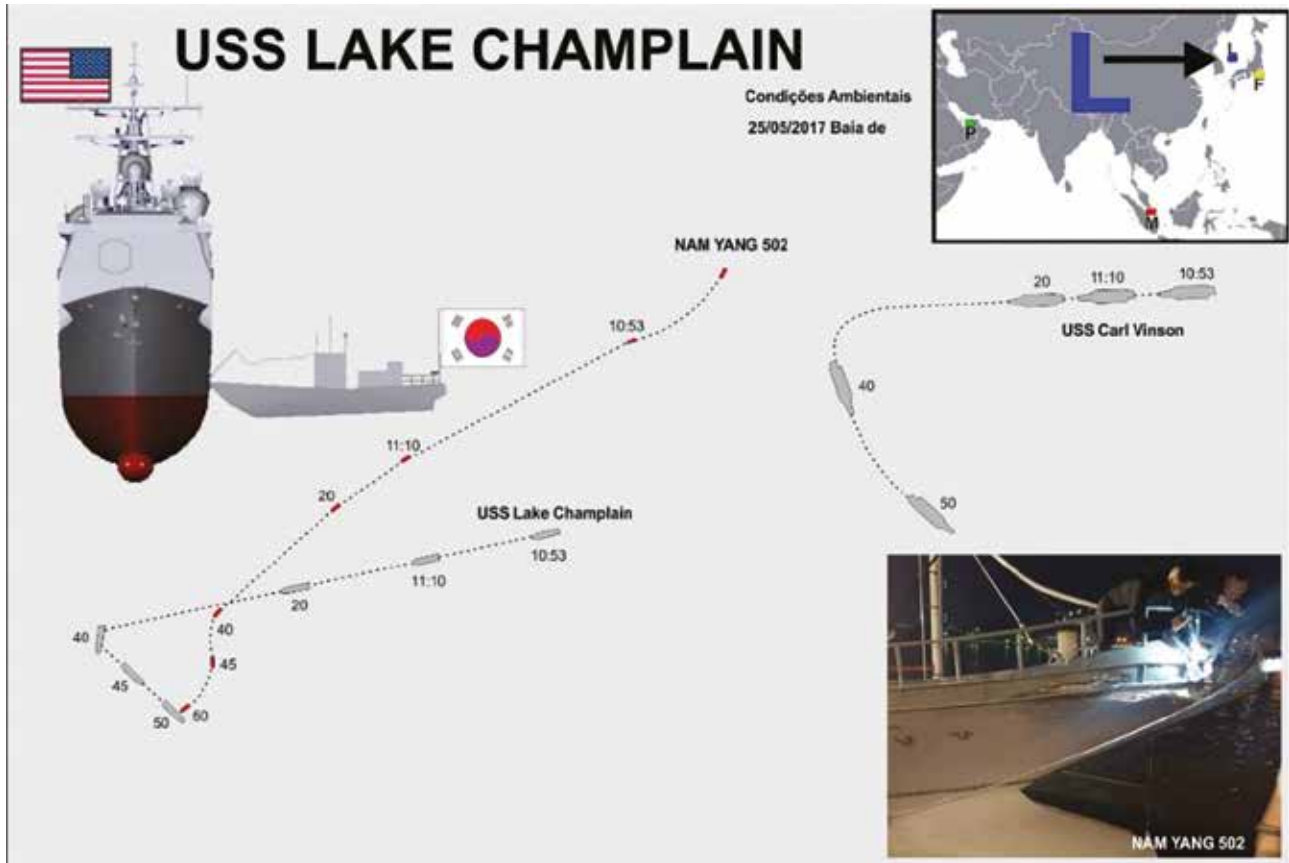 USS LAKE CHAMPLAIN
Condições Ambientais
25/05/2017 Baia de
L
L
F
P
M
NAM YANG 502
10:53
11:10
20
40
45
60
USS Lake Champlain
10:53
11:10
20
40
45
50
20
11:10
10:53
USS Carl Vinson
40
50
NAM YANG 502